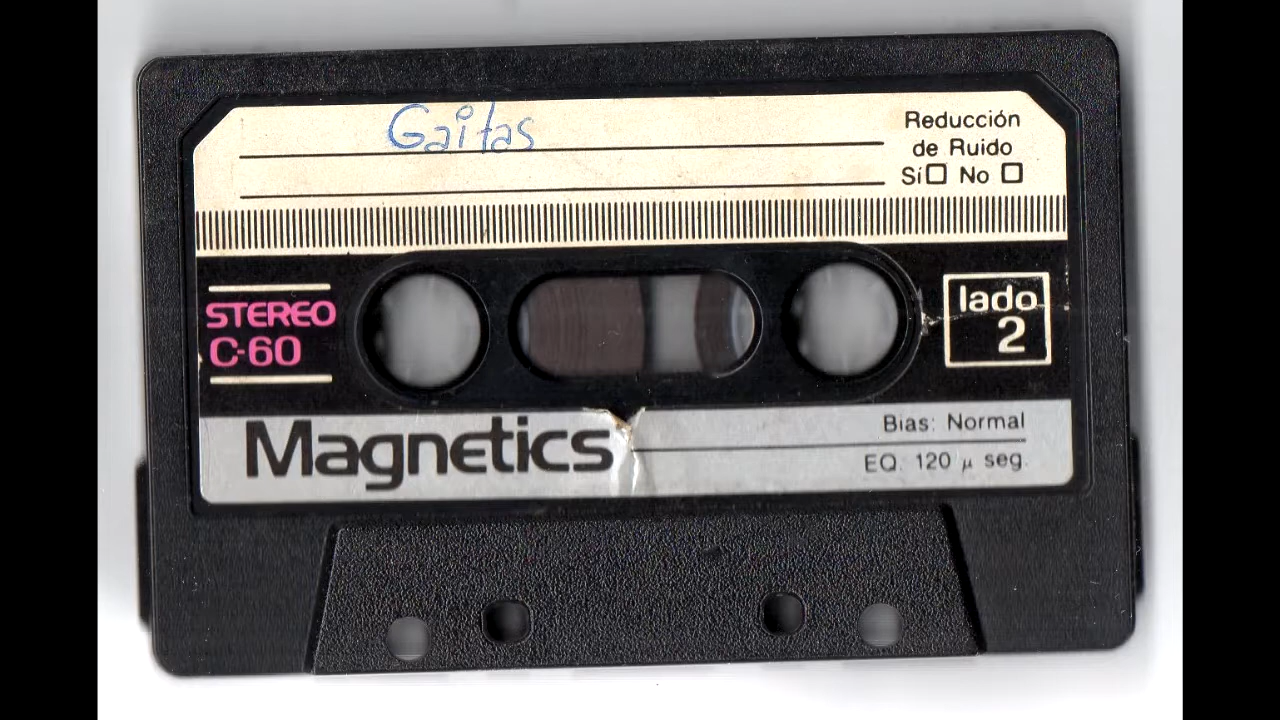 Gaitas
Reducción
de Ruido
Sí No
STEREO
C-60
lado
2
Magnetics
Bias: Normal
EQ. 120 µ seg.